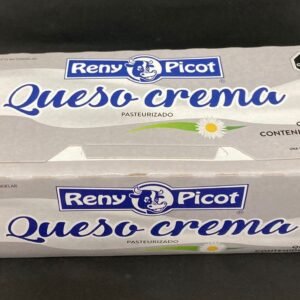 Reny Picot
Queso crema
PASTEURIZADO
CONTENI
Reny Picot
Queso crema
PASTEURIZADO